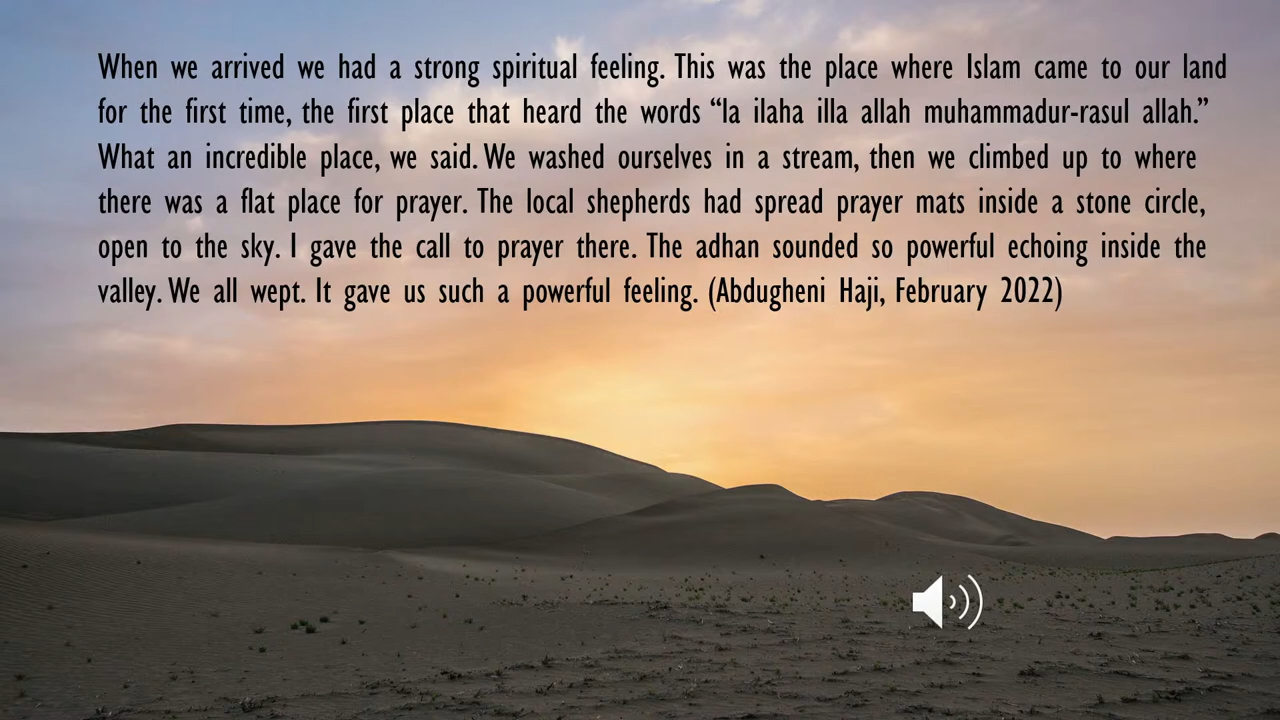 When we arrived we had a strong spiritual feeling. This was the place where Islam came to our land
for the first time, the first place that heard the words “la ilaha illa allah muhammadur-rasul allah.”
What an incredible place, we said. We washed ourselves in a stream, then we climbed up to where
there was a flat place for prayer. The local shepherds had spread prayer mats inside a stone circle,
open to the sky. I gave the call to prayer there. The adhan sounded so powerful echoing inside the
valley. We all wept. It gave us such a powerful feeling. (Abdugheni Haji, February 2022)